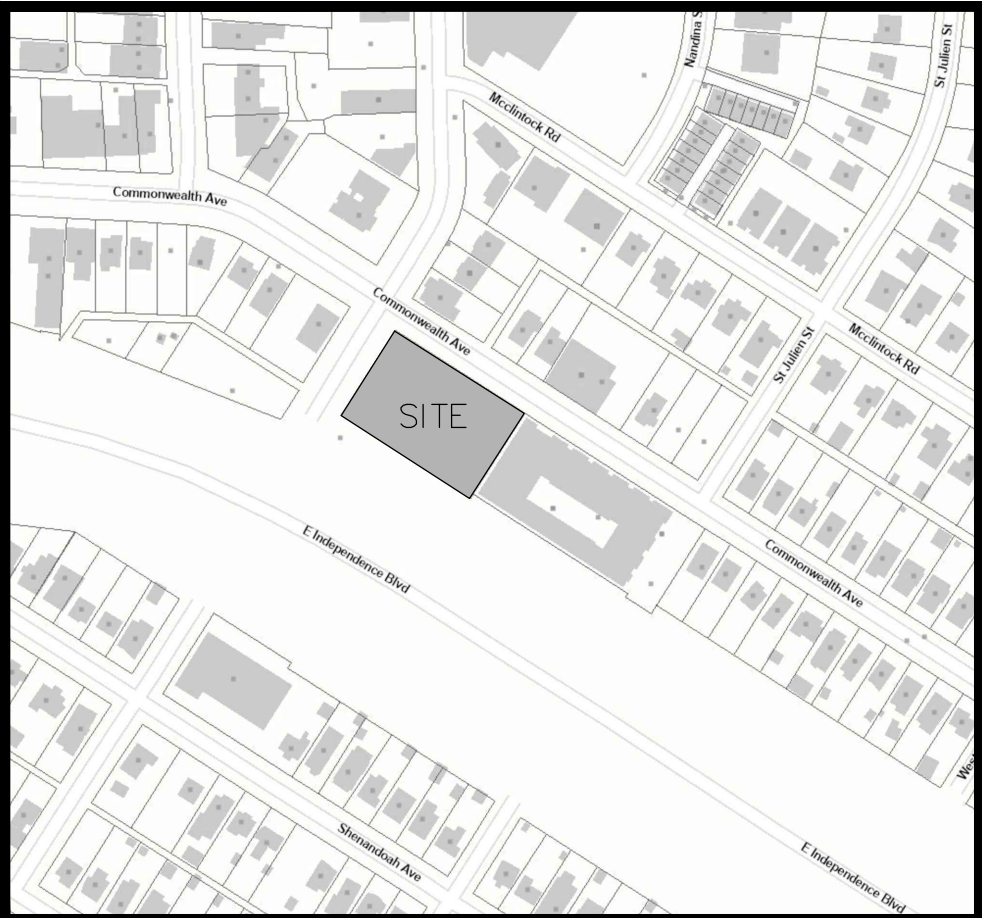 Nandina S
St Julien St
Mcclintock Rd
Commonwealth Ave
Commonwealth Ave
Mcclintock Rd
St Julien St
SITE
E Independence Blvd
Commonwealth Ave
Wes
Shenandoah Ave
E Independence Blvd